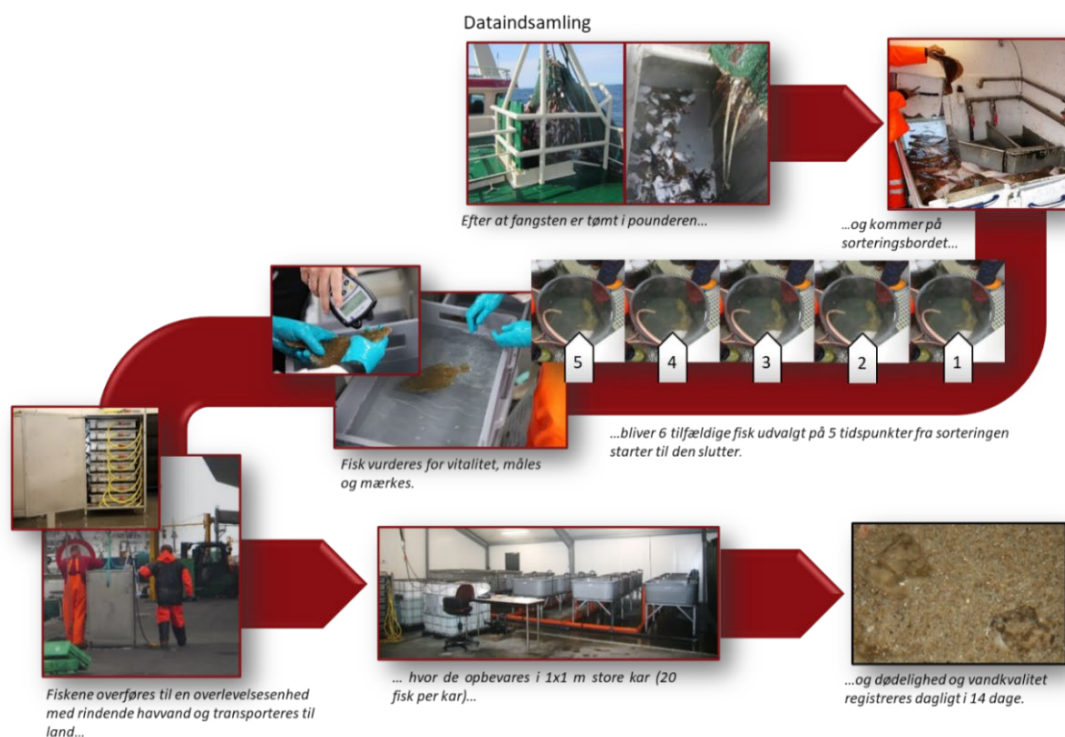 Dataindsamling
Efter at fangsten er tømt i pounderen...
...og kommer på
sorteringsbordet...
5
4
3
2
1
...bliver 6 tilfældige fisk udvalgt på 5 tidspunkter fra sorteringen
starter til den slutter.
Fisk vurderes for vitalitet, måles
og mærkes.
Fiskene overføres til en overlevelsesenhed
med rindende havvand og transporteres til
land...
... hvor de opbevares i 1x1 m store kar (20
fisk per kar)...
...og dødelighed og vandkvalitet
registreres dagligt i 14 dage.